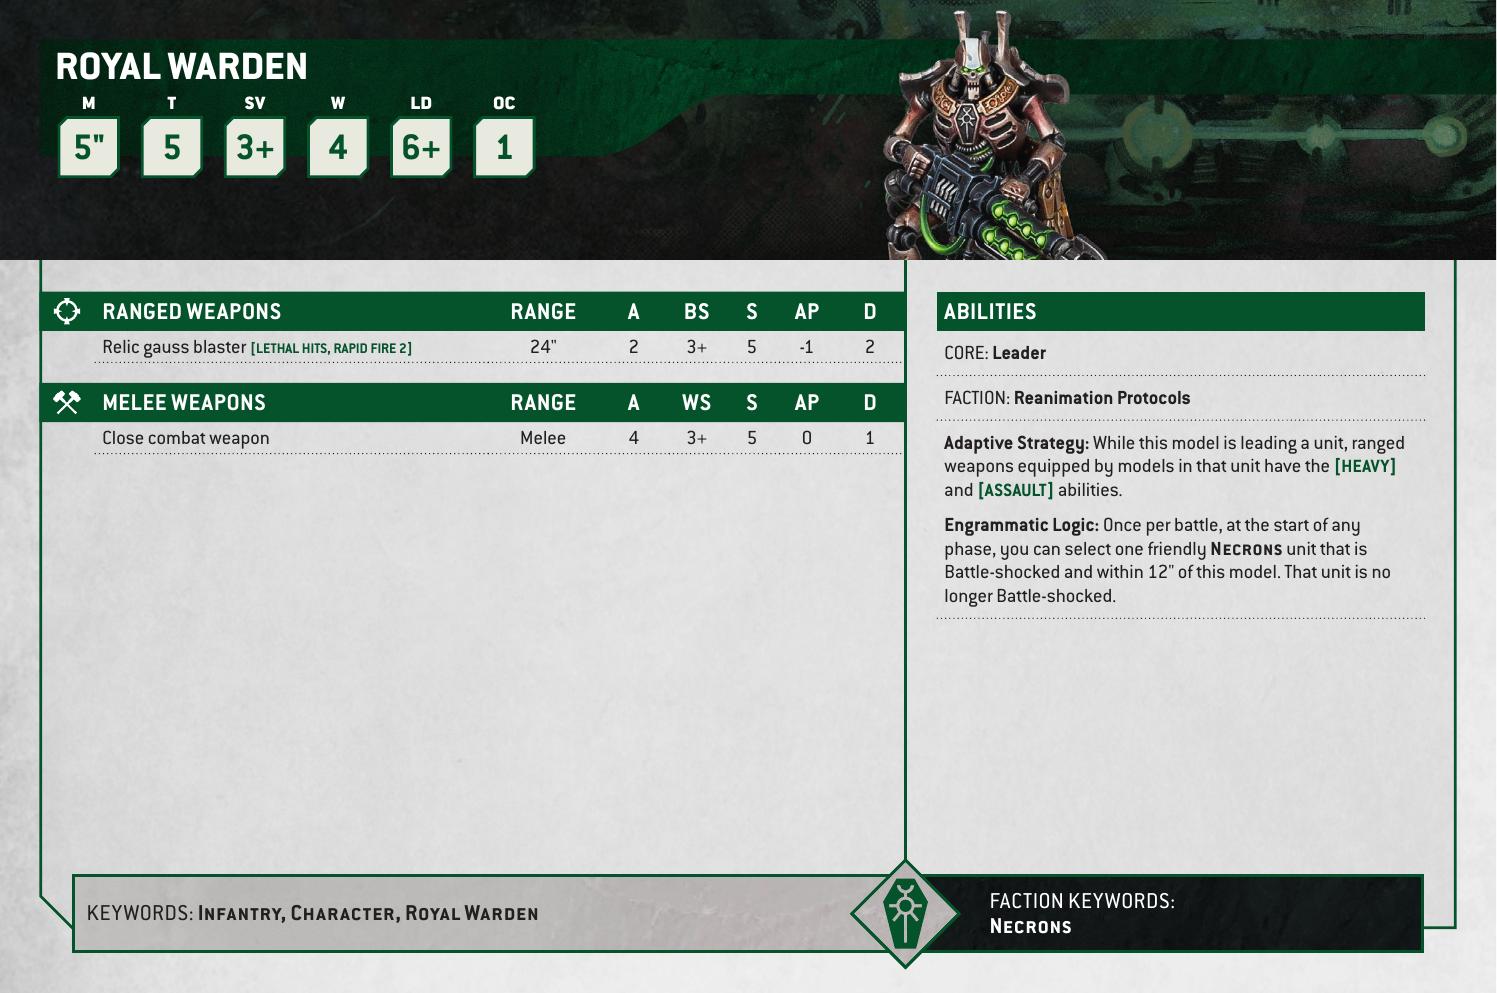 ROYAL WARDEN
M T SV W LD OC
5" 5 3+ 4 6+ 1
RANGED WEAPONS RANGE A BS S AP D
Relic gauss blaster [LETHAL HITS, RAPID FIRE 2] 24" 2 3+ 5 -1 2
MELEE WEAPONS RANGE A WS S AP D
Close combat weapon Melee 4 3+ 5 0 1
ABILITIES
CORE: Leader
FACTION: Reanimation Protocols
Adaptive Strategy: While this model is leading a unit, ranged
weapons equipped by models in that unit have the [HEAVY]
and [ASSAULT] abilities.
Engrammatic Logic: Once per battle, at the start of any
phase, you can select one friendly NECRONS unit that is
Battle-shocked and within 12" of this model. That unit is no
longer Battle-shocked.
KEYWORDS: INFANTRY, CHARACTER, ROYAL WARDEN
FACTION KEYWORDS:
NECRONS